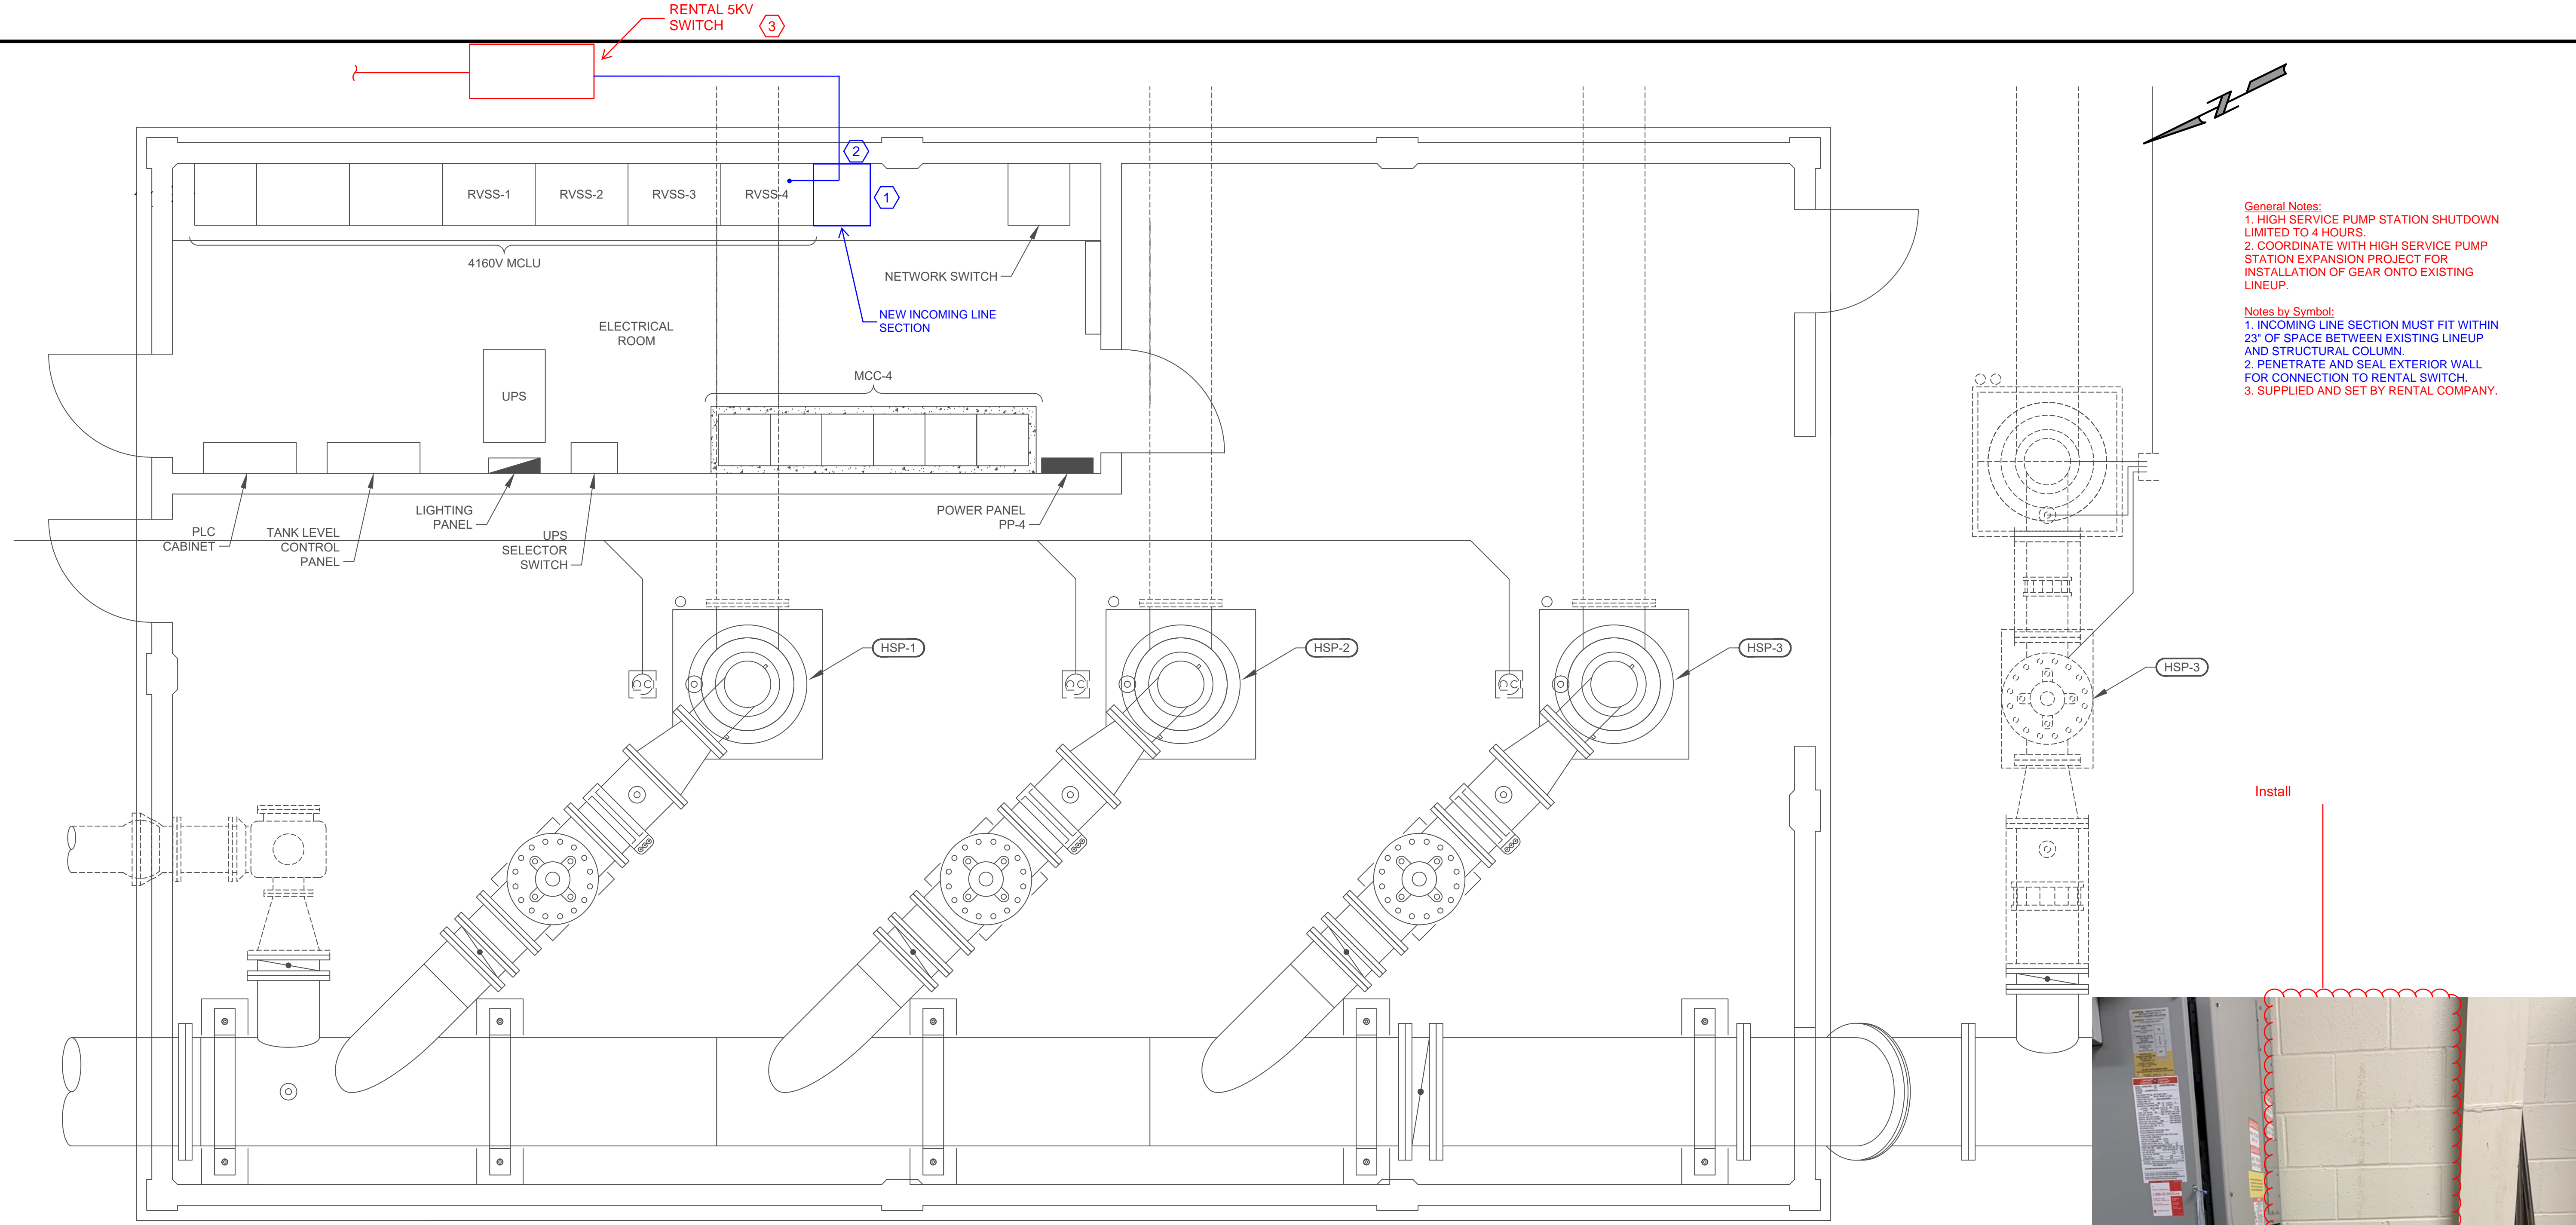 RENTAL 5KV
SWITCH
3
2
1
RVSS-1
RVSS-2
RVSS-3
RVSS-4
4160V MCLU
NETWORK SWITCH
NEW INCOMING LINE
SECTION
ELECTRICAL
ROOM
UPS
MCC-4
PLC
CABINET
TANK LEVEL
CONTROL
PANEL
LIGHTING
PANEL
UPS
SELECTOR
SWITCH
POWER PANEL
PP-4
HSP-1
HSP-2
HSP-3
HSP-3
Z
General Notes:
1. HIGH SERVICE PUMP STATION SHUTDOWN
LIMITED TO 4 HOURS.
2. COORDINATE WITH HIGH SERVICE PUMP
STATION EXPANSION PROJECT FOR
INSTALLATION OF GEAR ONTO EXISTING
LINEUP.
Notes by Symbol:
1. INCOMING LINE SECTION MUST FIT WITHIN
23" OF SPACE BETWEEN EXISTING LINEUP
AND STRUCTURAL COLUMN.
2. PENETRATE AND SEAL EXTERIOR WALL
FOR CONNECTION TO RENTAL SWITCH.
3. SUPPLIED AND SET BY RENTAL COMPANY.
Install